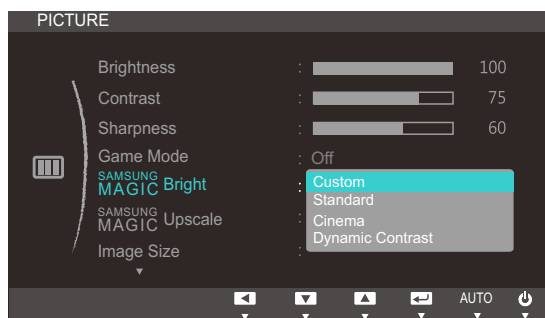 PICTURE
Brightness : 100
Contrast : 75
Sharpness : 60
Game Mode : Off
SAMSUNG MAGIC Bright :
Custom
Standard
SAMSUNG MAGIC Upscale :
Cinema
Dynamic Contrast
Image Size :
AUTO